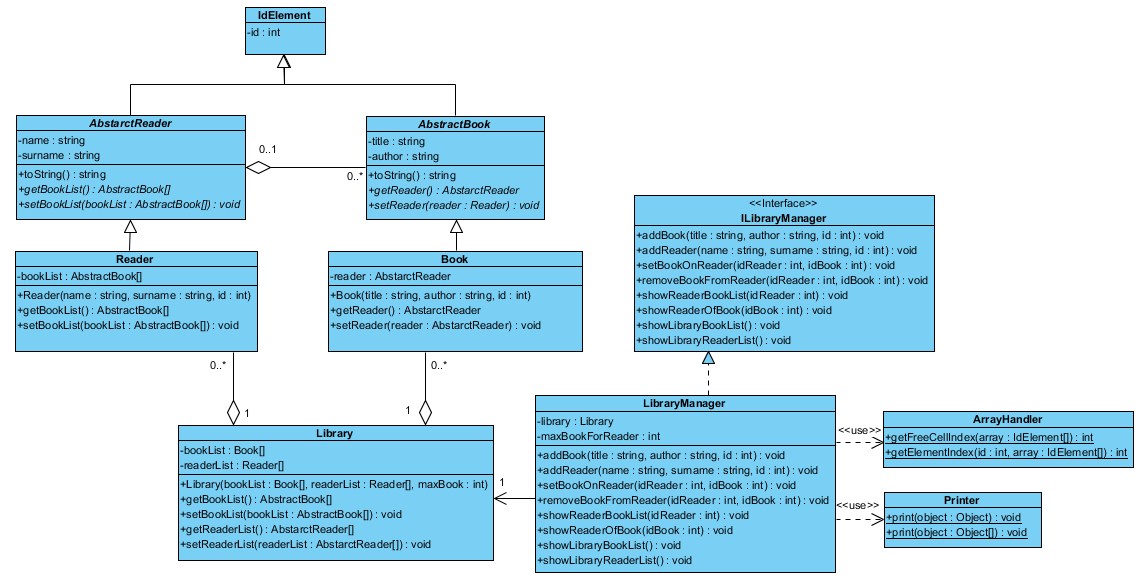 IdElement
-id : int
AbstarctReader
-name : string
-surname : string
+toString() : string
+getBookList() : AbstractBook[]
+setBookList(bookList : AbstractBook[]) : void
0..1
0..*
AbstractBook
-title : string
-author : string
+toString() : string
+getReader() : AbstarctReader
+setReader(reader : Reader) : void
Reader
-bookList : AbstractBook[]
+Reader(name : string, surname : string, id : int)
+getBookList() : AbstractBook[]
+setBookList(bookList : AbstractBook[]) : void
Book
-reader : AbstarctReader
+Book(title : string, author : string, id : int)
+getReader() : AbstarctReader
+setReader(reader : AbstarctReader) : void
<<Interface>>
ILibraryManager
+addBook(title : string, author : string, id : int) : void
+addReader(name : string, surname : string, id : int) : void
+setBookOnReader(idReader : int, idBook : int) : void
+removeBookFromReader(idReader : int, idBook : int) : void
+showReaderBookList(idReader : int) : void
+showReaderOfBook(idBook : int) : void
+showLibraryBookList() : void
+showLibraryReaderList() : void
0..*
1
0..*
1
Library
-bookList : Book[]
-readerList : Reader[]
+Library(bookList : Book[], readerList : Reader[], maxBook : int)
+getBookList() : AbstractBook[]
+setBookList(bookList : AbstractBook[]) : void
+getReaderList() : AbstarctReader[]
+setReaderList(readerList : AbstarctReader[]) : void
1
LibraryManager
-library : Library
-maxBookForReader : int
+addBook(title : string, author : string, id : int) : void
+addReader(name : string, surname : string, id : int) : void
+setBookOnReader(idReader : int, idBook : int) : void
+removeBookFromReader(idReader : int, idBook : int) : void
+showReaderBookList(idReader : int) : void
+showReaderOfBook(idBook : int) : void
+showLibraryBookList() : void
+showLibraryReaderList() : void
<<use>>
ArrayHandler
+getFreeCellIndex(array : IdElement[]) : int
+getElementIndex(id : int, array : IdElement[]) : int
<<use>>
Printer
+print(object : Object) : void
+print(object : Object[]) : void